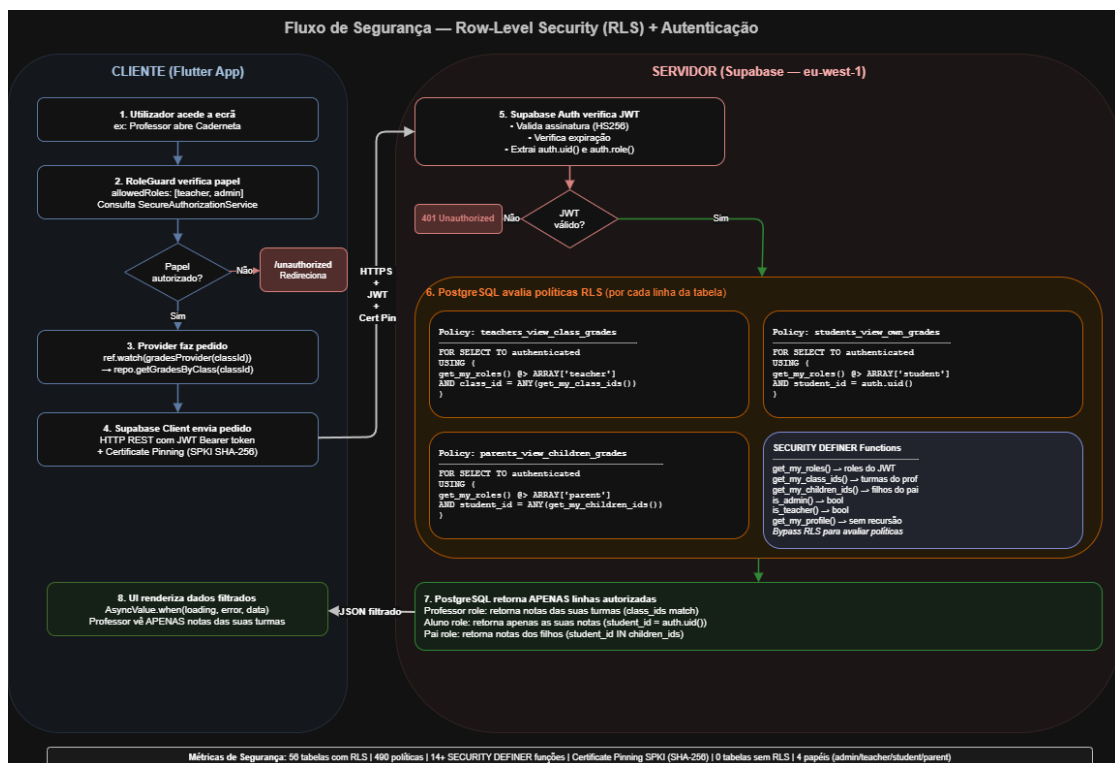 Fluxo de Segurança — Row-Level Security (RLS) + Autenticação
CLIENTE (Flutter App)
1. Utilizador acede a ecrã
ex: Professor abre Caderneta
2. RoleGuard verifica papel
allowedRoles: [teacher, admin]
Consulta SecureAuthorizationService
Papel
autorizado?
Não
/unauthorized
Redireciona
Sim
3. Provider faz pedido
ref.watch(gradesProvider(classId))
→ repo.getGradesByClass(classId)
4. Supabase Client envia pedido
HTTP REST com JWT Bearer token
+ Certificate Pinning (SPKI SHA-256)
HTTPS
+
JWT
+
Cert Pin
SERVIDOR (Supabase — eu-west-1)
5. Supabase Auth verifica JWT
• Valida assinatura (HS256)
• Verifica expiração
• Extrai auth.uid() e auth.role()
JWT
válido?
Não
401 Unauthorized
Sim
6. PostgreSQL avalia políticas RLS (por cada linha da tabela)
Policy: teachers_view_class_grades
FOR SELECT TO authenticated
USING (
get_my_roles() @> ARRAY['teacher']
AND class_id = ANY(get_my_class_ids())
)
Policy: students_view_own_grades
FOR SELECT TO authenticated
USING (
get_my_roles() @> ARRAY['student']
AND student_id = auth.uid()
)
Policy: parents_view_children_grades
FOR SELECT TO authenticated
USING (
get_my_roles() @> ARRAY['parent']
AND student_id = ANY(get_my_children_ids())
)
SECURITY DEFINER Functions
get_my_roles() → roles do JWT
get_my_class_ids() → turmas do prof
get_my_children_ids() → filhos do pai
is_admin() → bool
is_teacher() → bool
get_my_profile() → sem recursão
Bypass RLS para avaliar políticas
7. PostgreSQL retorna APENAS linhas autorizadas
Professor role: retorna notas das suas turmas (class_ids match)
Aluno role: retorna apenas as suas notas (student_id = auth.uid())
Pai role: retorna notas dos filhos (student_id IN children_ids)
JSON filtrado
8. UI renderiza dados filtrados
AsyncValue.when(loading, error, data)
Professor vê APENAS notas das suas turmas
Métricas de Segurança: 56 tabelas com RLS | 490 políticas | 14+ SECURITY DEFINER funções | Certificate Pinning SPKI (SHA-256) | 0 tabelas sem RLS | 4 papéis (admin/teacher/student/parent)